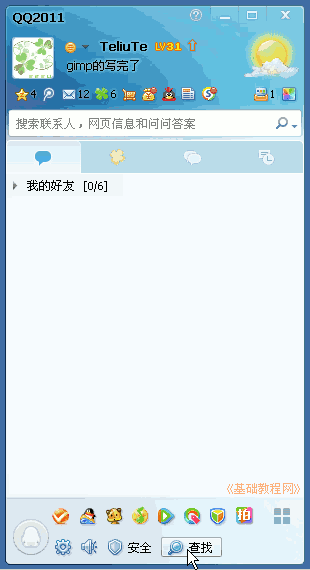 QQ2011
TeliuTe LV31
gimp的写完了
4 12 6 1
搜索联系人，网页信息和问问答案
我的好友 [0/6]
《基础教程网》
拍
安全 查找